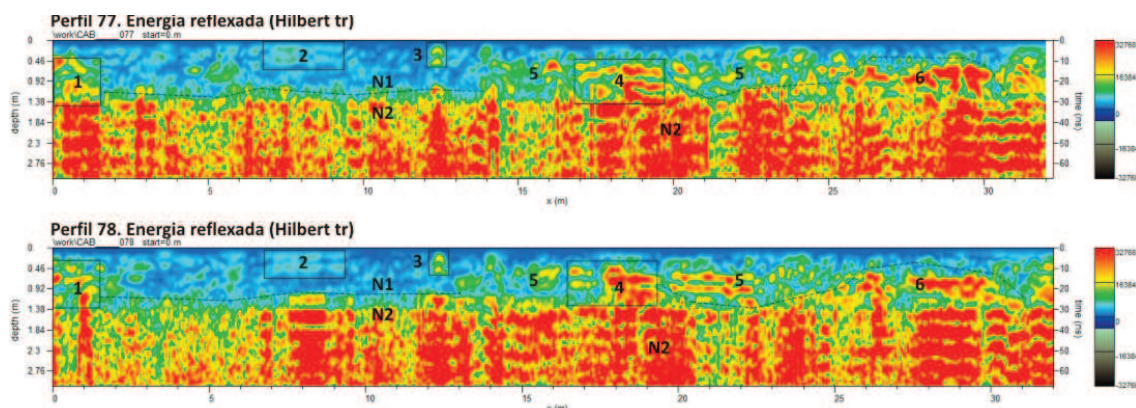 Perfil 77. Energia reflexada (Hilbert tr)
\work\CAB____077 start=0 m
0
0.46
0.92
1.38
1.84
2.3
2.76
depth (m)
1
2
3
N1
N2
5
4
N2
5
6
0
10
20
30
40
50
60
time (ns)
32768
16384
0
-16384
-32768
0 5 10 15 20 25 30
x (m)
Perfil 78. Energia reflexada (Hilbert tr)
\work\CAB____078 start=0 m
0
0.46
0.92
1.38
1.84
2.3
2.76
depth (m)
1
2
3
N1
N2
5
4
N2
5
6
0
10
20
30
40
50
60
time (ns)
32768
16384
0
-16384
-32768
0 5 10 15 20 25 30
x (m)